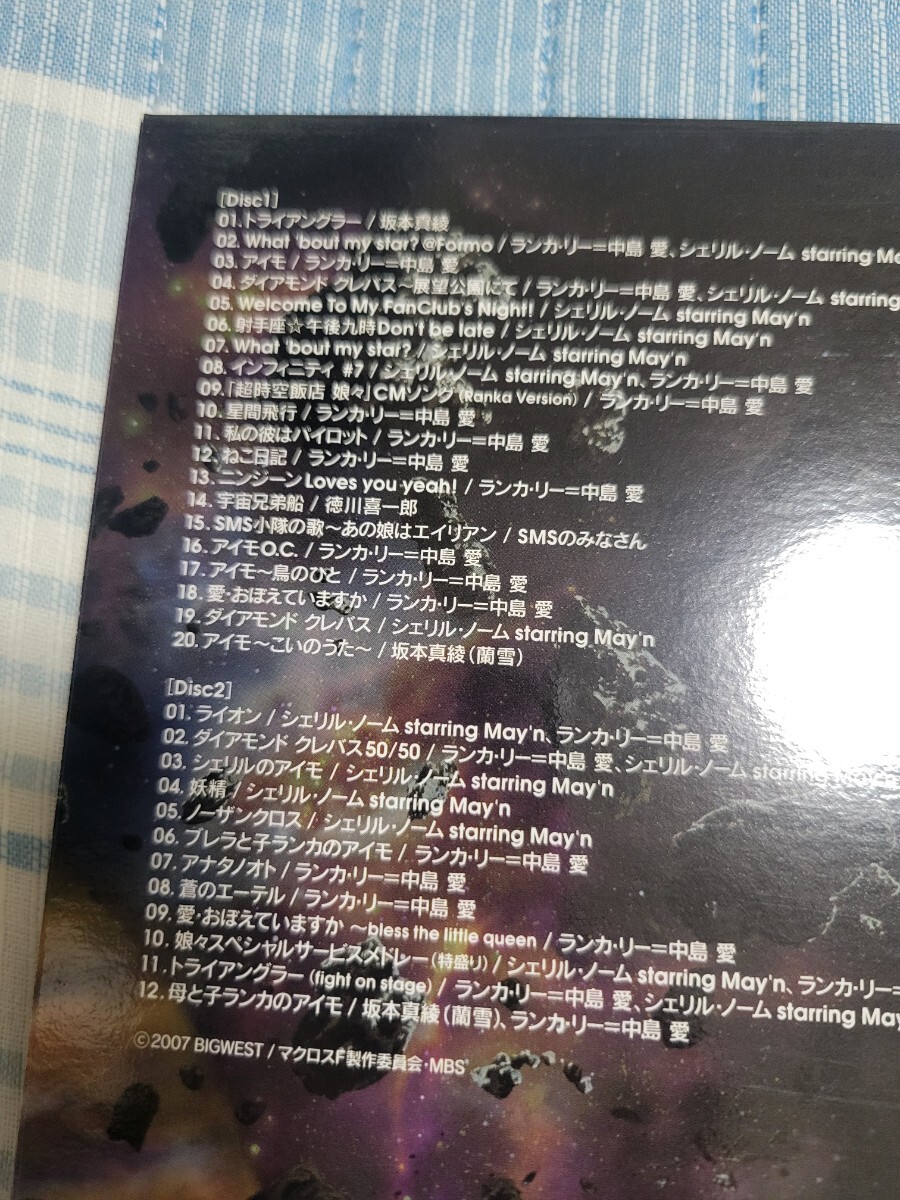 [Disc1]
01. トライアングラー / 坂本真綾
02. What 'bout my star? @Formo / ランカ・リー=中島 愛、シェリル・ノーム starring Ma
03. アイモ / ランカ・リー=中島 愛
04. ダイアモンド クレバス〜展望公園にて / ランカ・リー=中島 愛、シェリル・ノーム starring
05. Welcome To My FanClub's Night! / シェリル・ノーム starring May'n
06. 射手座☆午後九時Don't be late / シェリル・ノーム starring May'n
07. What 'bout my star? / シェリル・ノーム starring May'n
08. インフィニティ #7 / シェリル・ノーム starring May'n、ランカ・リー=中島 愛
09.「超時空飯店 娘々」CMソング(Ranka Version) / ランカ・リー=中島 愛
10. 星間飛行 / ランカ・リー=中島 愛
11. 私の彼はパイロット / ランカ・リー=中島 愛
12. ねこ日記 / ランカ・リー=中島 愛
13. ニンジーンLoves you yeah! / ランカ・リー=中島 愛
14. 宇宙兄弟船 / 徳川喜一郎
15. SMS小隊の歌〜あの娘はエイリアン / SMSのみなさん
16. アイモO.C. / ランカ・リー=中島 愛
17. アイモ〜鳥のひと / ランカ・リー=中島 愛
18. 愛・おぼえていますか / ランカ・リー=中島 愛
19. ダイアモンド クレバス / シェリル・ノーム starring May'n
20. アイモ〜こいのうた〜 / 坂本真綾(蘭雪)
[Disc2]
01. ライオン / シェリル・ノーム starring May'n、ランカ・リー=中島 愛
02. ダイアモンド クレバス50/50 / ランカ・リー=中島 愛、シェリル・ノーム starring May'n
03. シェリルのアイモ / シェリル・ノーム starring May'n
04. 妖精 / シェリル・ノーム starring May'n
05. ノーザンクロス / シェリル・ノーム starring May'n
06. ブレラと子ランカのアイモ / ランカ・リー=中島 愛
07. アナタノオト / ランカ・リー=中島 愛
08. 蒼のエーテル / ランカ・リー=中島 愛
09. 愛・おぼえていますか 〜bless the little queen / ランカ・リー=中島 愛
10. 娘々スペシャルサービスメドレー(特盛り) / シェリル・ノーム starring May'n、ランカ・リー=
11. トライアングラー(fight on stage) / ランカ・リー=中島 愛、シェリル・ノーム starring May
12. 母と子ランカのアイモ / 坂本真綾(蘭雪)、ランカ・リー=中島 愛
©2007 BIGWEST / マクロスF製作委員会・MBS